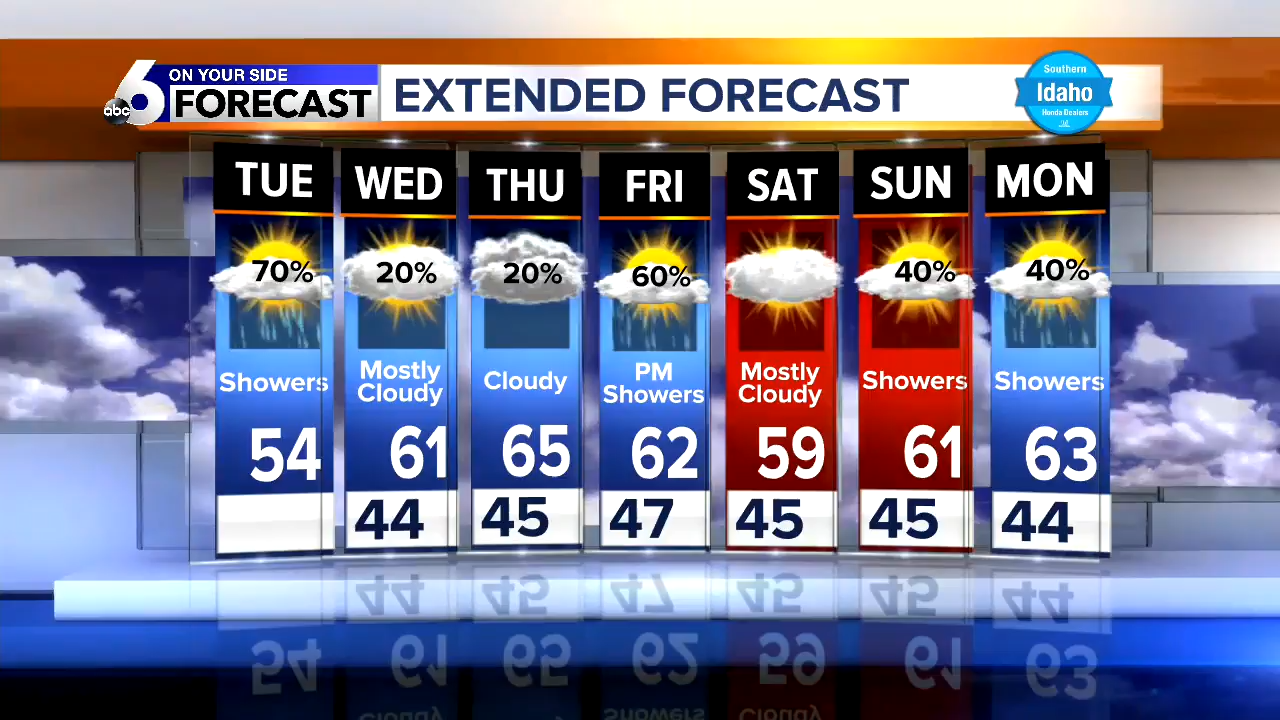 abc 6
ON YOUR SIDE
FORECAST
EXTENDED FORECAST
Southern
Idaho
Honda Dealers
TUE WED THU FRI SAT SUN MON
70% 20% 20% 60% 40% 40%
Showers
Mostly
Cloudy
Cloudy
PM
Showers
Mostly
Cloudy
Showers
Showers
54 61 65 62 59 61 63
44 45 47 45 45 44